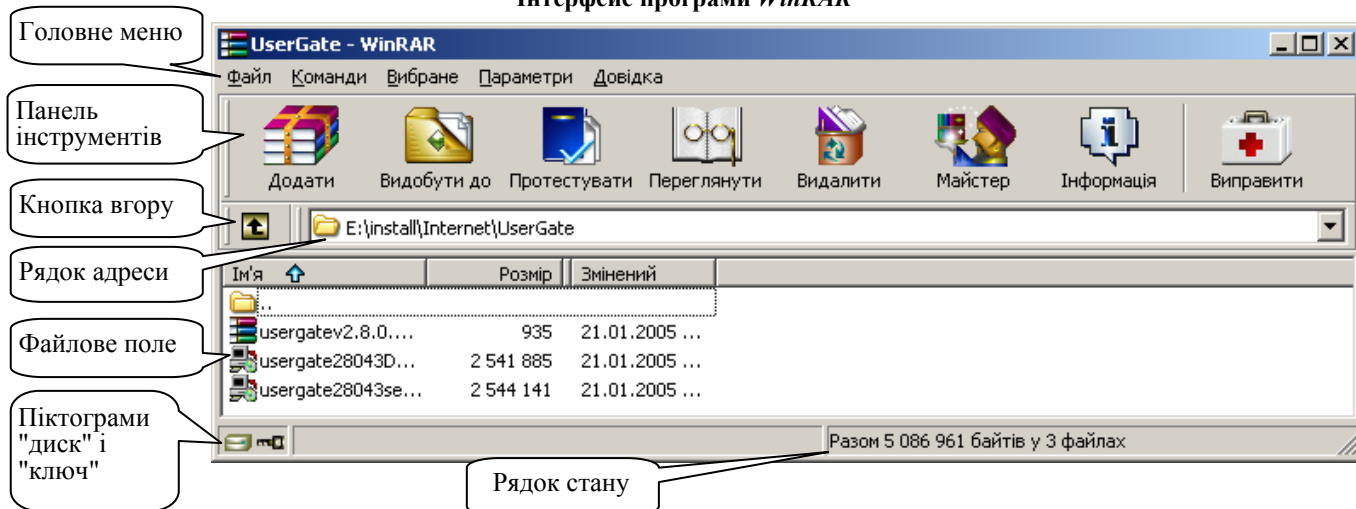 Інтерфейс програми WinRAR
Головне меню
UserGate - WinRAR
Файл Команди Вибране Параметри Довідка
Панель
інструментів
Додати Видобути до Протестувати Переглянути Видалити Майстер Інформація Виправити
Кнопка вгору
E:\install\Internet\UserGate
Рядок адреси
Ім'я Розмір Змінений
..
usergatev2.8.0.... 935 21.01.2005 ...
Файлове поле
usergate28043D... 2 541 885 21.01.2005 ...
usergate28043se... 2 544 141 21.01.2005 ...
Піктограми
"диск" і
"ключ"
Разом 5 086 961 байтів у 3 файлах
Рядок стану